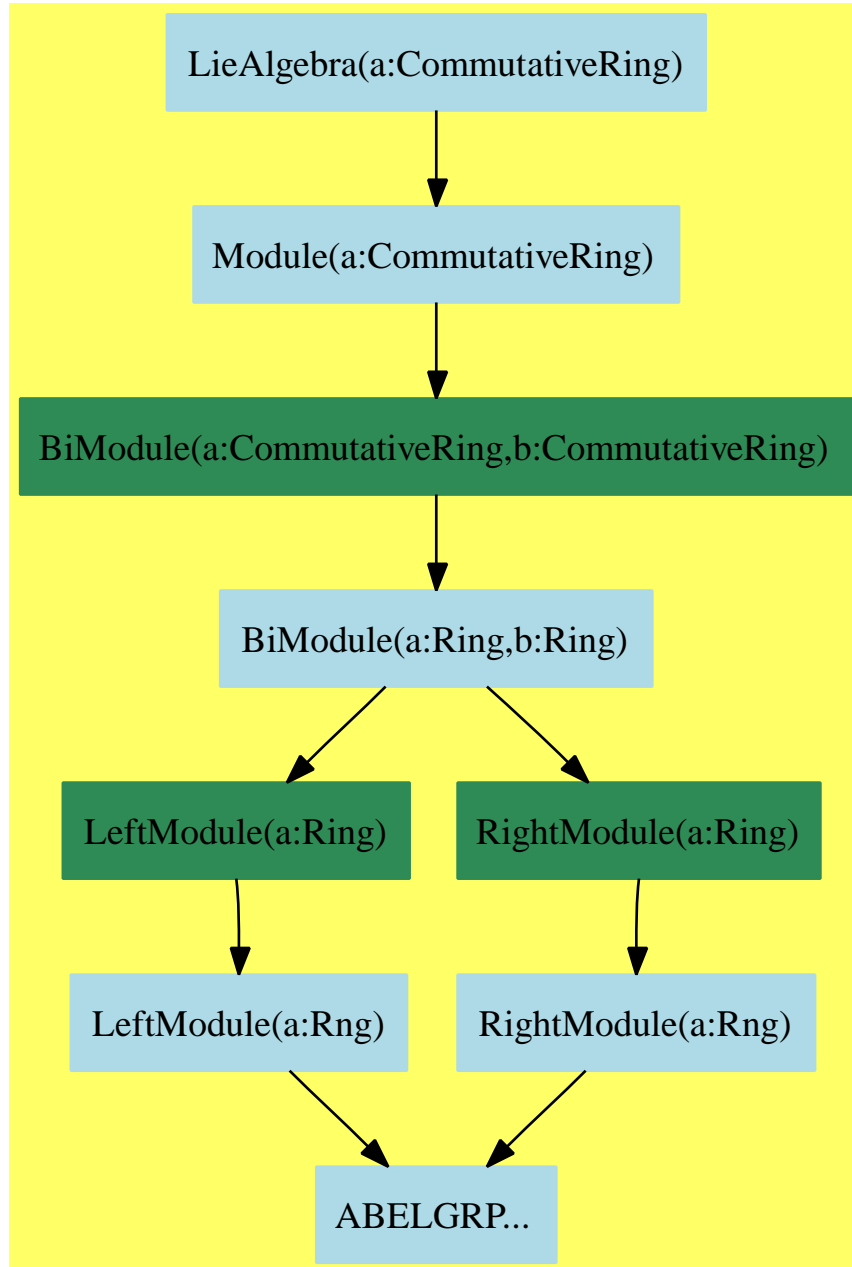 LieAlgebra(a:CommutativeRing)
Module(a:CommutativeRing)
BiModule(a:CommutativeRing,b:CommutativeRing)
BiModule(a:Ring,b:Ring)
LeftModule(a:Ring)
RightModule(a:Ring)
LeftModule(a:Rng)
RightModule(a:Rng)
ABELGRP...